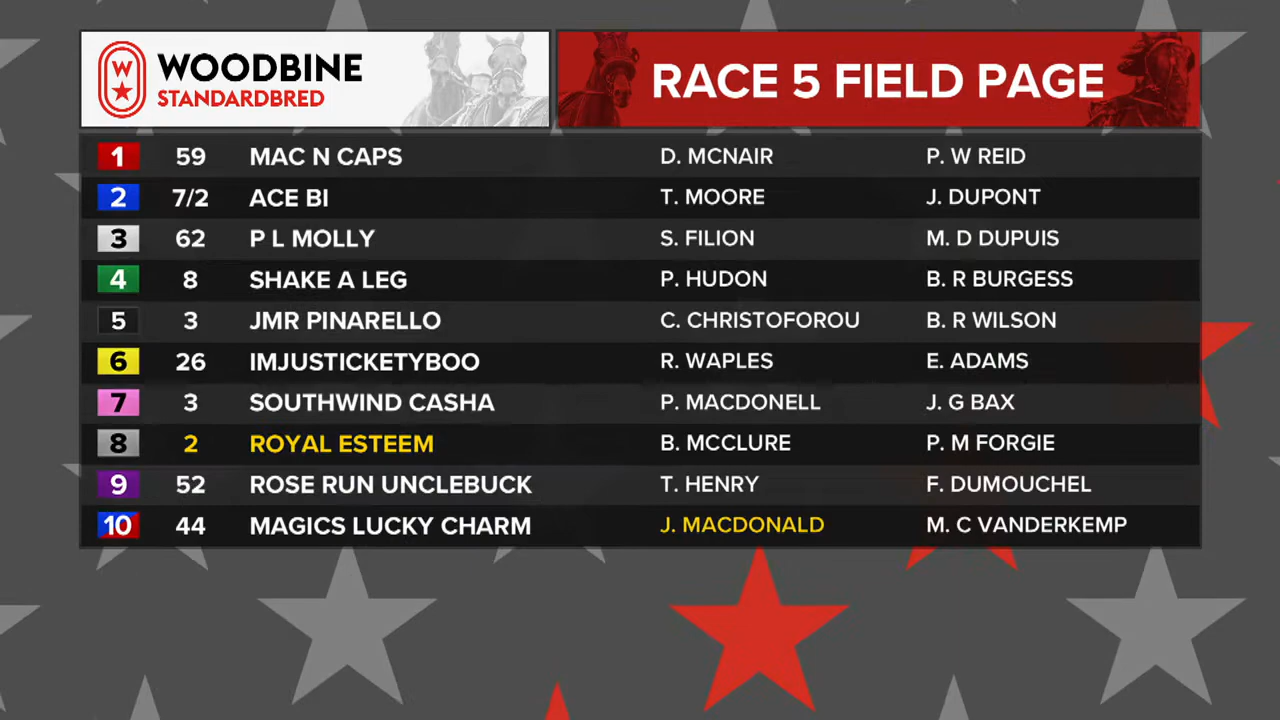 W
WOODBINE
STANDARDBRED
RACE 5 FIELD PAGE
1 59 MAC N CAPS D. MCNAIR P. W REID
2 7/2 ACE BI T. MOORE J. DUPONT
3 62 P L MOLLY S. FILION M. D DUPUIS
4 8 SHAKE A LEG P. HUDON B. R BURGESS
5 3 JMR PINARELLO C. CHRISTOFOROU B. R WILSON
6 26 IMJUSTICKETYBOO R. WAPLES E. ADAMS
7 3 SOUTHWIND CASHA P. MACDONELL J. G BAX
8 2 ROYAL ESTEEM B. MCCLURE P. M FORGIE
9 52 ROSE RUN UNCLEBUCK T. HENRY F. DUMOUCHEL
10 44 MAGICS LUCKY CHARM J. MACDONALD M. C VANDERKEMP